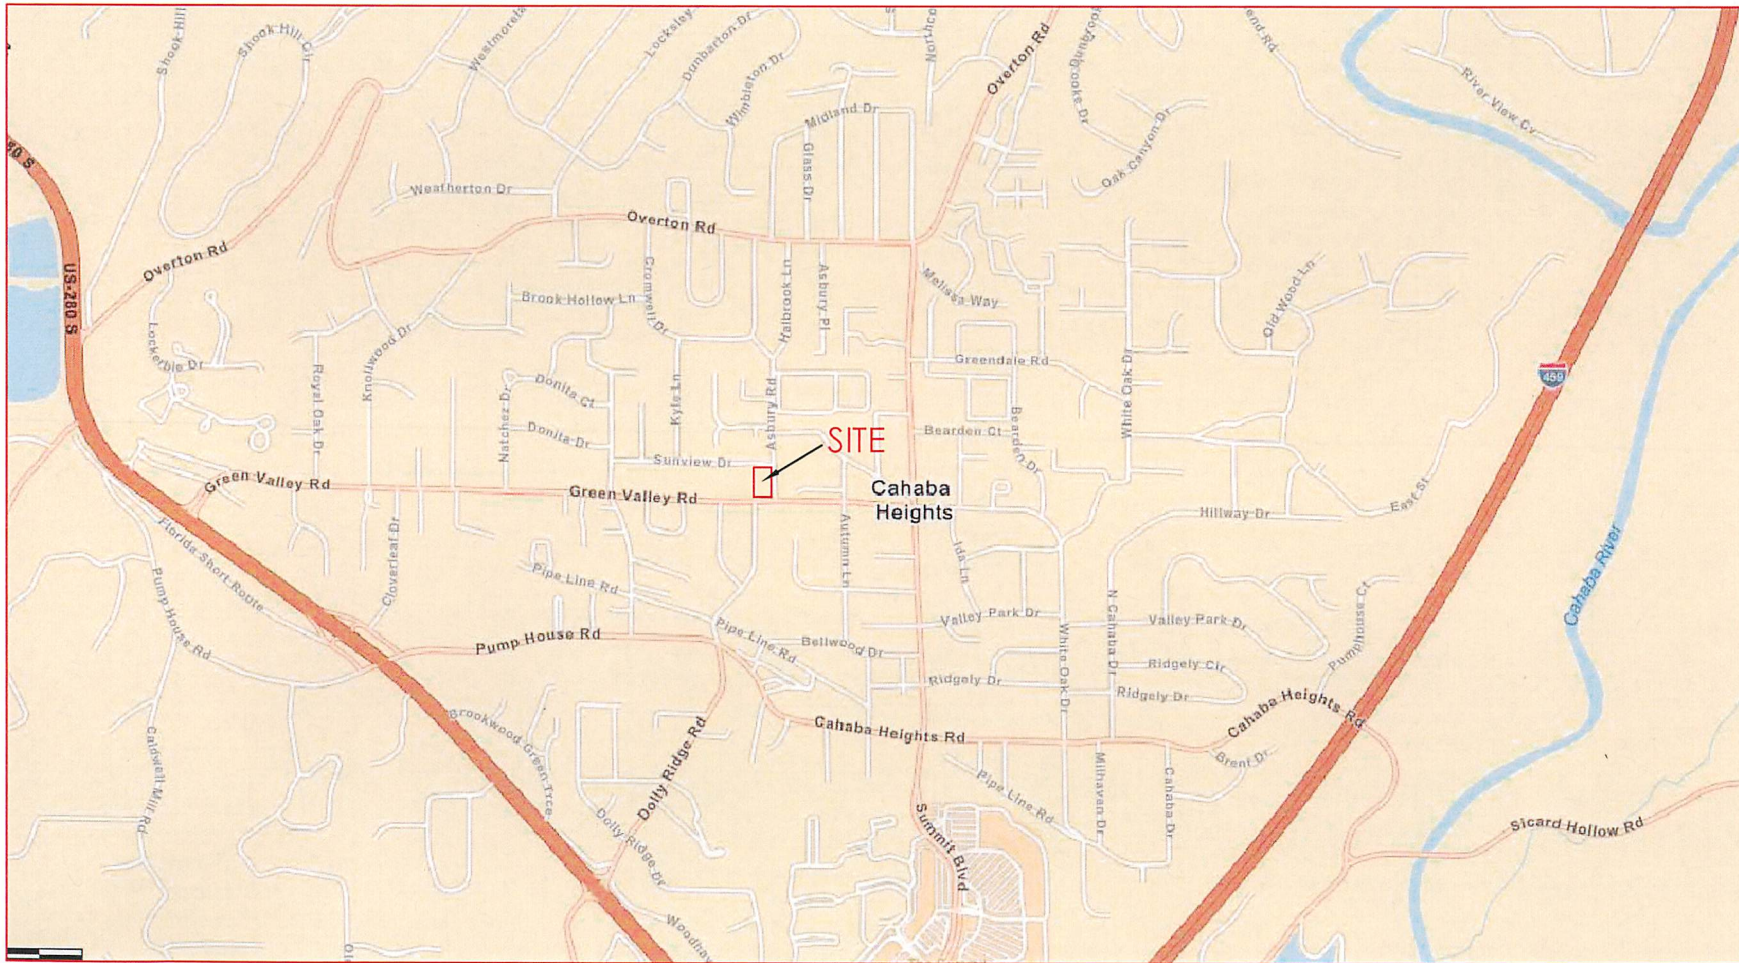 Shook Hill
Shook Hill Cir
Locksley
Dunbarton Dr
Wimbleton Dr
Overton Rd
River View Cv
Midland Dr
Glass Dr
Oak Canyon Dr
Weatherton Dr
Overton Rd
Overton Rd
US-280 S
Cromwell Dr
Halbrook Ln
Asbury Pl
Melissa Way
Old Wood Ln
Brook Hollow Ln
Lockerbie Dr
Knollwood Dr
Royal Oak Dr
Greendale Rd
White Oak Dr
459
Natchez Dr
Donita Ct
Kyle Ln
Asbury Rd
Bearden Ct
Bearden Dr
Donita Dr
Sunview Dr
SITE
Green Valley Rd
Green Valley Rd
Cahaba
Heights
Hillway Dr
East St
Florida Short Route
Cloverleaf Dr
Autumn Ln
Ida Ln
Cahaba River
Pipe Line Rd
Pump House Rd
Valley Park Dr
N Cahaba Dr
Valley Park Dr
Pumphouse Ct
Pump House Rd
Pipe Line Rd
Bellwood Dr
White Oak Dr
Ridgely Cir
Ridgely Dr
Ridgely Dr
Cahaba Heights Rd
Cahaba Heights Rd
Brookwood Green Trce
Caldwell Mill Rd
Dolly Ridge Rd
Brent Dr
Pipe Line Rd
Milhaven Dr
Cahaba Dr
Dolly Ridge Dr
Summit Blvd
Sicard Hollow Rd